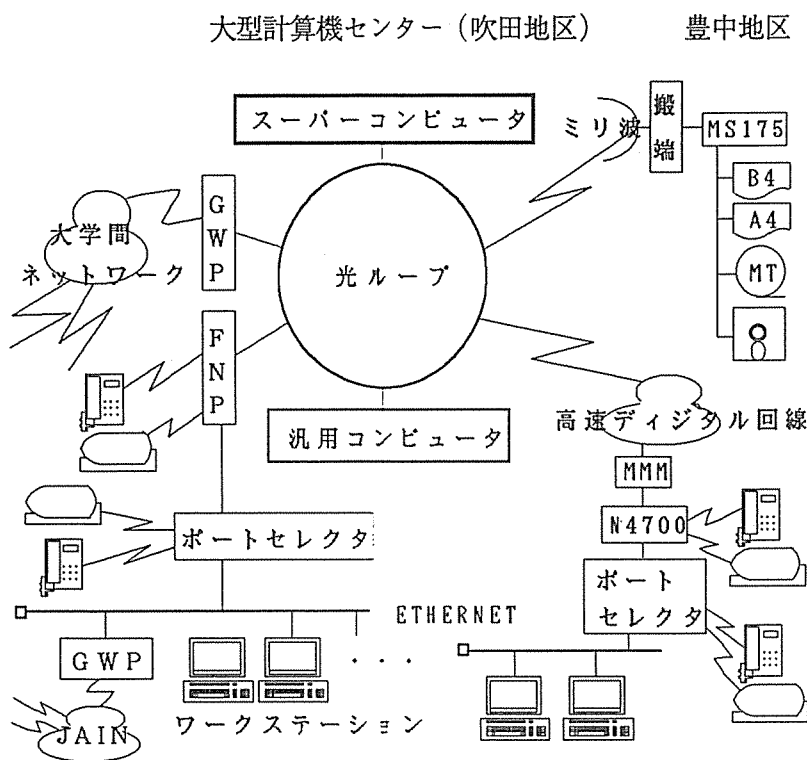 大型計算機センター（吹田地区）
豊中地区
スーパーコンピュータ
ミリ波
搬端
MS175
B4
A4
MT
GWP
大学間
ネットワーク
光ループ
FNP
汎用コンピュータ
高速ディジタル回線
MMM
N4700
ポートセレクタ
ポート
セレクタ
ETHERNET
GWP
・・・
ワークステーション
JAIN